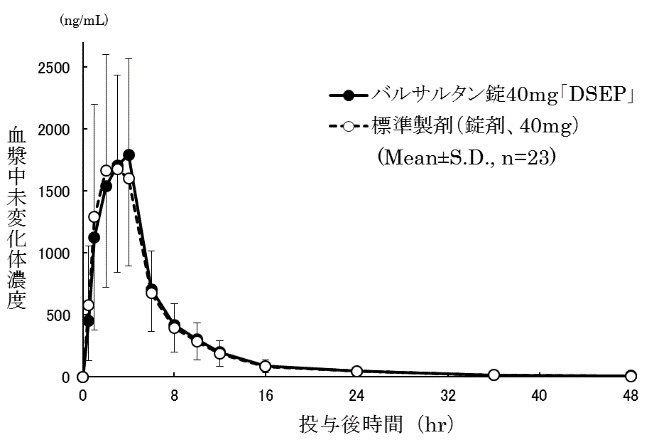 (ng/mL)
2500
2000
1500
1000
500
0
血漿中未変化体濃度
バルサルタン錠40mg「DSEP」
標準製剤(錠剤、40mg)
(Mean±S.D., n=23)
0 8 16 24 32 40 48
投与後時間 (hr)